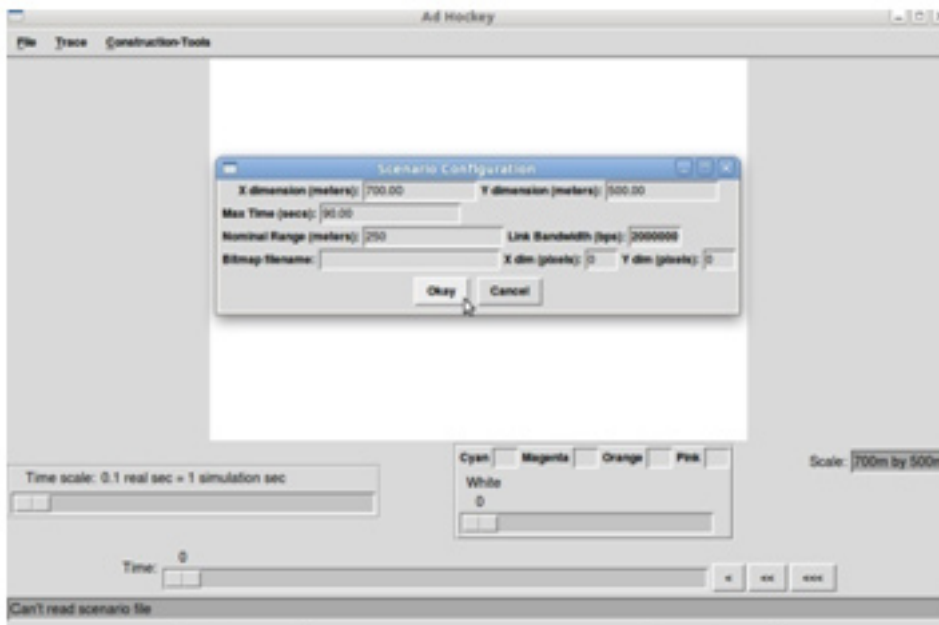 Ad Hockey
File Trace Construction-Tools
Scenario Configuration
X dimension (meters): 700.00 Y dimension (meters): 500.00
Max Time (secs): 90.00
Nominal Range (meters): 250 Link Bandwidth (bps): 2000000
Bitmap filename: X dim (pixels): 0 Y dim (pixels): 0
Okay Cancel
Cyan Magenta Orange Pink
Time scale: 0.1 real sec = 1 simulation sec
White
0
Scale: 700m by 500m
0
Time: < << <<<
Can't read scenario file